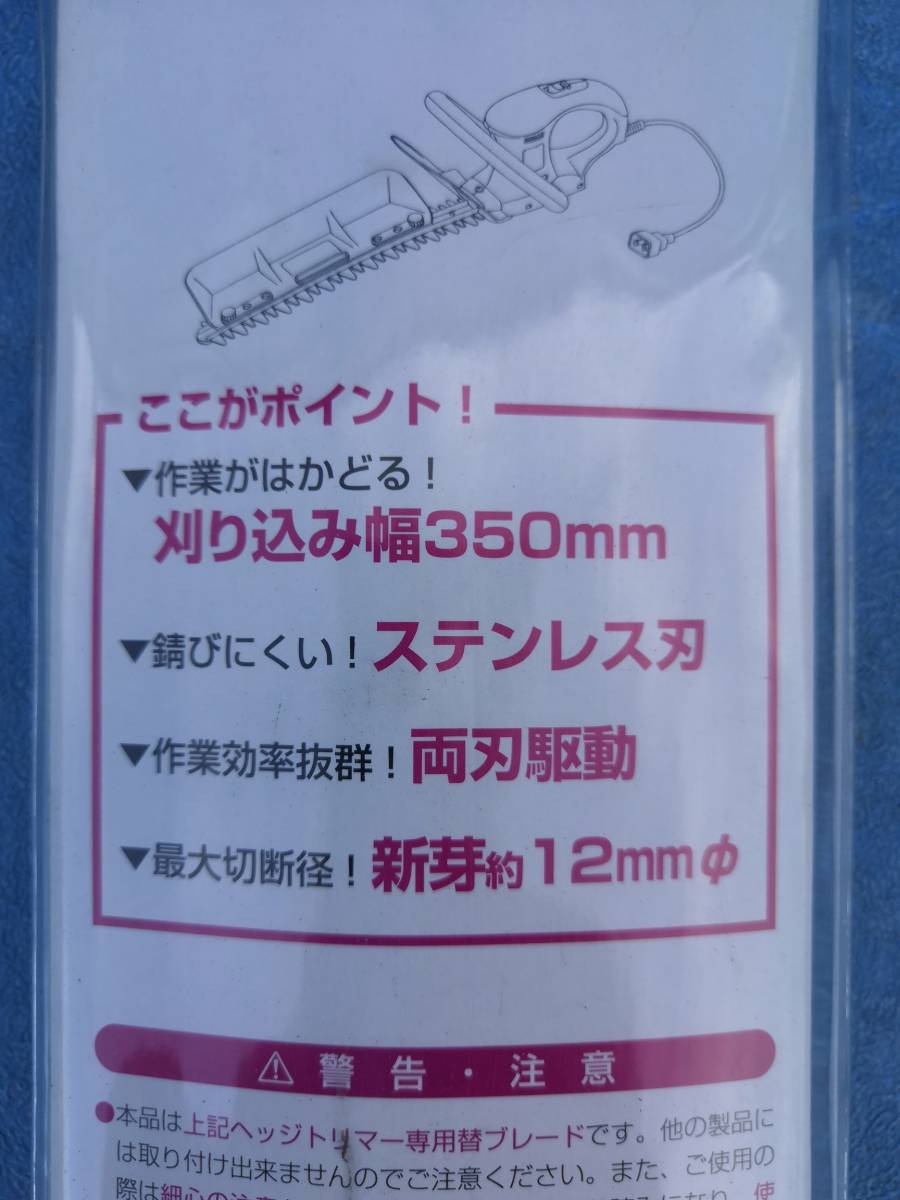 ここがポイント！
▼作業がはかどる！
刈り込み幅350mm
▼錆びにくい！ステンレス刃
▼作業効率抜群！両刃駆動
▼最大切断径！新芽約12mmφ
⚠警告・注意
●本品は上記ヘッジトリマー専用替ブレードです。他の製品に
は取り付け出来ませんのでご注意ください。また、ご使用の
際は細心の注意